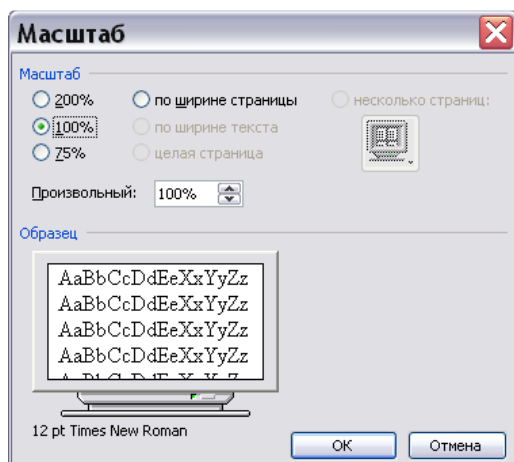 Масштаб
Масштаб
200% по ширине страницы несколько страниц:
100% по ширине текста
75% целая страница
Произвольный: 100%
Образец
AaBbCcDdEeXxYyZz
AaBbCcDdEeXxYyZz
AaBbCcDdEeXxYyZz
AaBbCcDdEeXxYyZz
12 pt Times New Roman
ОК Отмена